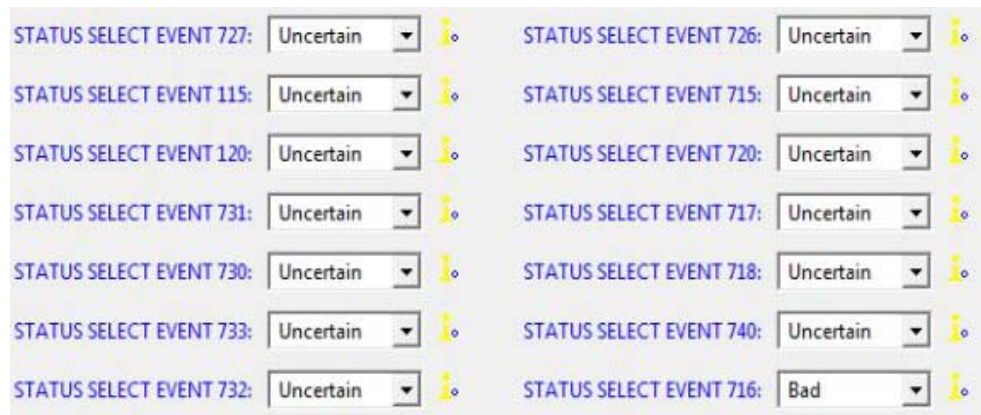 STATUS SELECT EVENT 727: Uncertain STATUS SELECT EVENT 726: Uncertain
STATUS SELECT EVENT 115: Uncertain STATUS SELECT EVENT 715: Uncertain
STATUS SELECT EVENT 120: Uncertain STATUS SELECT EVENT 720: Uncertain
STATUS SELECT EVENT 731: Uncertain STATUS SELECT EVENT 717: Uncertain
STATUS SELECT EVENT 730: Uncertain STATUS SELECT EVENT 718: Uncertain
STATUS SELECT EVENT 733: Uncertain STATUS SELECT EVENT 740: Uncertain
STATUS SELECT EVENT 732: Uncertain STATUS SELECT EVENT 716: Bad